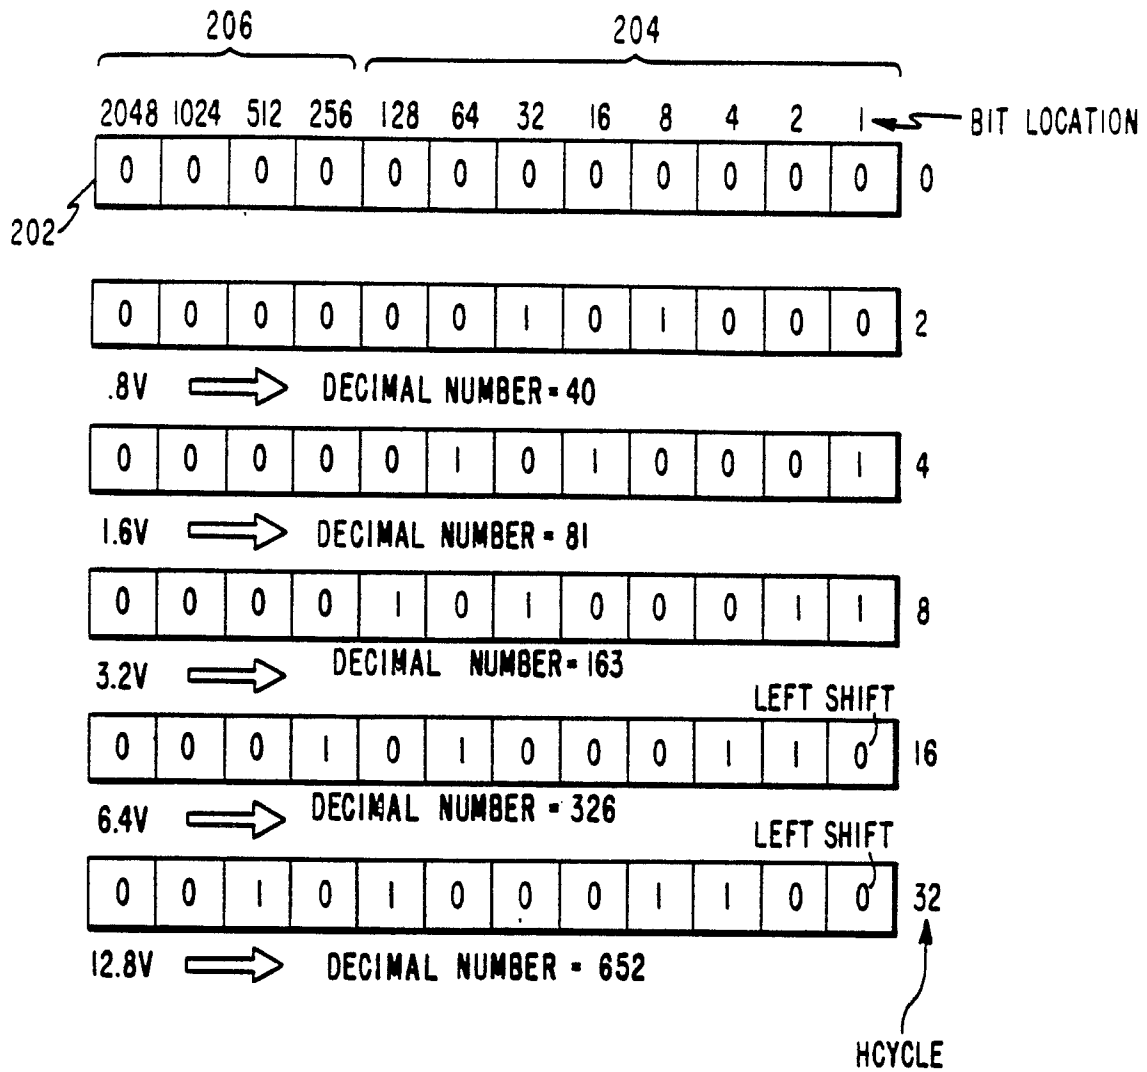 206 204
2048 1024 512 256 128 64 32 16 8 4 2 1 BIT LOCATION
0 0 0 0 0 0 0 0 0 0 0 0 0
202
0 0 0 0 0 0 1 0 1 0 0 0 2
.8V DECIMAL NUMBER = 40
0 0 0 0 0 1 0 1 0 0 0 1 4
1.6V DECIMAL NUMBER = 81
0 0 0 0 1 0 1 0 0 0 1 1 8
3.2V DECIMAL NUMBER = 163
LEFT SHIFT
0 0 0 1 0 1 0 0 0 1 1 0 16
6.4V DECIMAL NUMBER = 326
LEFT SHIFT
0 0 1 0 1 0 0 0 1 1 0 0 32
12.8V DECIMAL NUMBER = 652
HCYCLE